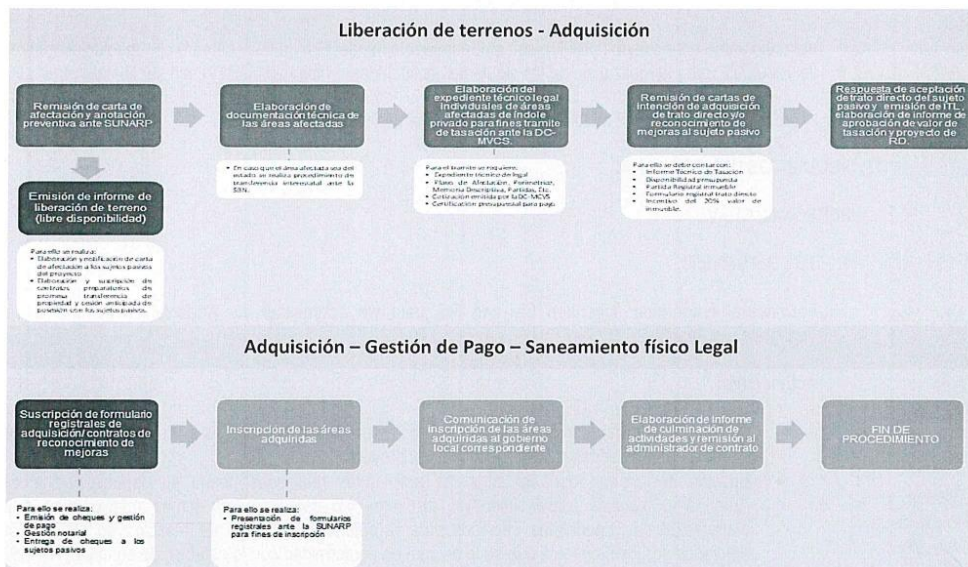 Liberación de terrenos - Adquisición
Remisión de carta de
afectación y anotación
preventiva ante SUNARP
Emisión de informe de
liberación de terreno
(libre disponibilidad)
Para ello se realiza:
• Elaboración y notificación de carta
de afectación a los sujetos pasivos
del proyecto
• Elaboración y suscripción de
contratos preparatorios de
promesa transferencia de
propiedad y cesión anticipada de
posesión con los sujetos pasivos.
Elaboración de
documentación técnica de
las áreas afectadas
• En caso que el área afectada sea del
estado se realiza procedimiento de
transferencia interestatal ante la
SBN.
Elaboración del
expediente técnico legal
individuales de áreas
afectadas de índole
privado para fines tramite
de tasación ante la DC-
MVCS.
Para el tramite se requiere:
• Expediente técnico de legal
• Plano de Afectación, Perimétrico,
Memoria Descriptiva, Partidas, Etc.
• Cotización emitida por la DC-MCVS
• Certificación presupuestal para pago
Remisión de cartas de
intención de adquisición
de trato directo y/o
reconocimiento de
mejoras al sujeto pasivo
Para ello se debe contar con:
• Informe Técnico de Tasación
• Disponibilidad presupuesta
• Partida Registral inmueble
• Formulario registral trato directo
• Incentivo del 20% valor de
inmueble.
Respuesta de aceptación
de trato directo del sujeto
pasivo y emisión de ITL,
elaboración de informe de
aprobación de valor de
tasación y proyecto de
RD.
Adquisición – Gestión de Pago – Saneamiento físico Legal
Suscripción de formulario
registrales de
adquisición/ contratos de
reconocimiento de
mejoras
Para ello se realiza:
• Emisión de cheques y gestión
de pago
• Gestión notarial
• Entrega de cheques a los
sujetos pasivos
Inscripción de las áreas
adquiridas
Para ello se realiza:
• Presentación de formularios
registrales ante la SUNARP
para fines de inscripción
Comunicación de
inscripción de las áreas
adquiridas al gobierno
local correspondiente
Elaboración de Informe de
culminación de
actividades y remisión al
administrador de contrato
FIN DE
PROCEDIMIENTO